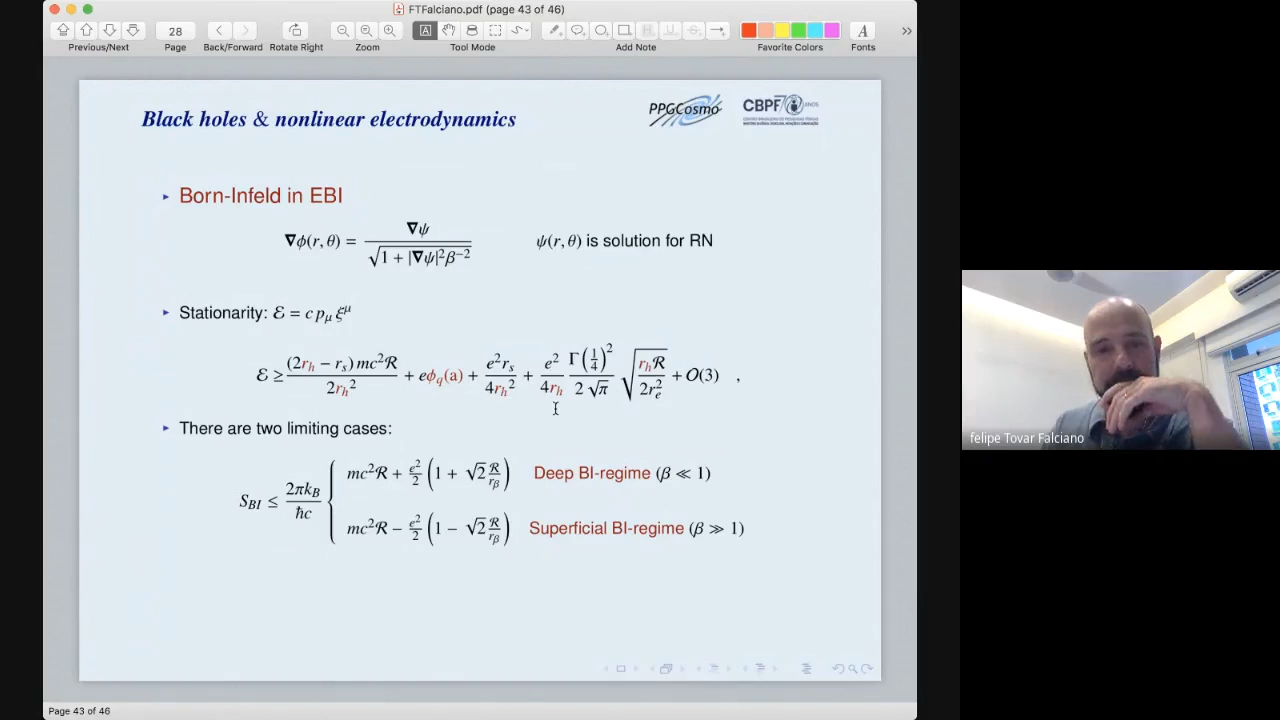 FTFalciano.pdf (page 43 of 46)
28
Previous/Next Page Back/Forward Rotate Right Zoom Tool Mode Add Note Favorite Colors Fonts
Black holes & nonlinear electrodynamics
PPGCosmo
CBPF 70 ANOS
Born-Infeld in EBI
∇ϕ(r, θ) = ∇ψ / √(1 + |∇ψ|²β⁻²)    ψ(r, θ) is solution for RN
Stationarity: ℰ = c p_μ ξ^μ
ℰ ≥ (2r_h − r_s) mc²ℛ / 2r_h² + eϕ_q(a) + e²r_s / 4r_h² + e² / 4r_h Γ(1/4)² / 2√π √(r_hℛ / 2r_e²) + O(3) ,
There are two limiting cases:
S_BI ≤ 2πk_B / ħc {
mc²ℛ + e²/2 (1 + √2 ℛ/r_β) Deep BI-regime (β ≪ 1)
mc²ℛ − e²/2 (1 − √2 ℛ/r_β) Superficial BI-regime (β ≫ 1)
felipe Tovar Falciano
Page 43 of 46